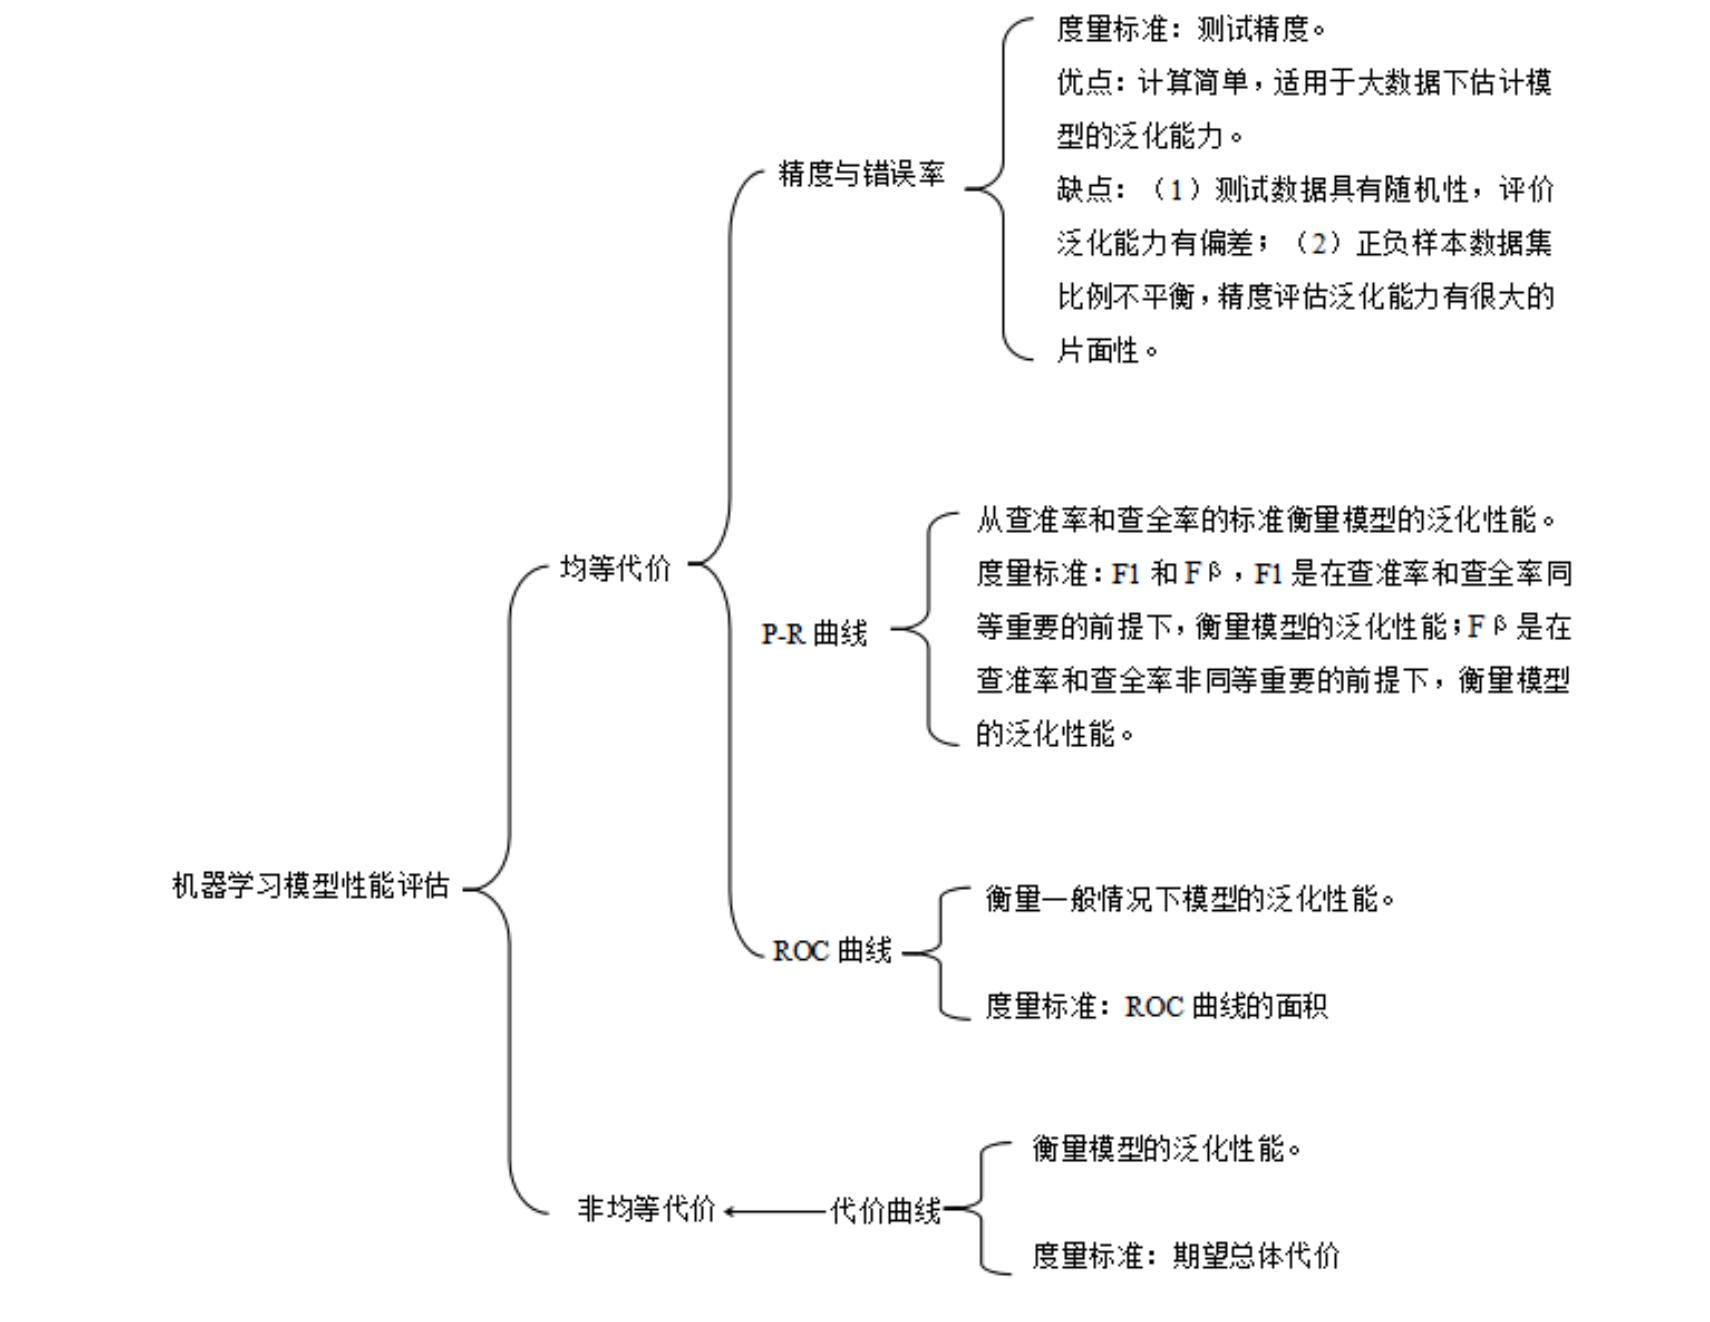 度量标准：测试精度。
优点：计算简单，适用于大数据下估计模
型的泛化能力。
精度与错误率
缺点：（1）测试数据具有随机性，评价
泛化能力有偏差；（2）正负样本数据集
比例不平衡，精度评估泛化能力有很大的
片面性。
从查准率和查全率的标准衡量模型的泛化性能。
均等代价
度量标准：F1 和 Fβ，F1 是在查准率和查全率同
等重要的前提下，衡量模型的泛化性能；Fβ是在
P-R 曲线
查准率和查全率非同等重要的前提下，衡量模型
的泛化性能。
机器学习模型性能评估
衡量一般情况下模型的泛化性能。
ROC 曲线
度量标准：ROC 曲线的面积
衡量模型的泛化性能。
非均等代价
代价曲线
度量标准：期望总体代价